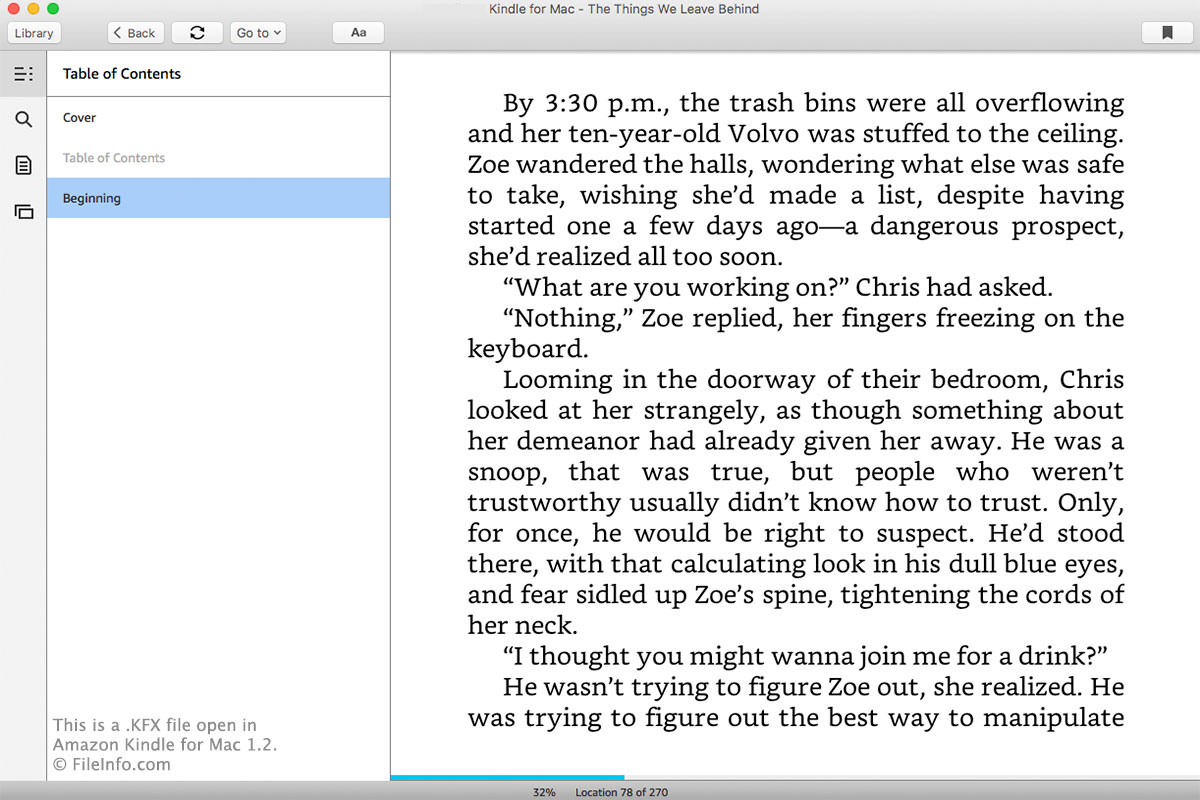 Kindle for Mac - The Things We Leave Behind
Library
Back
Go to
Aa
Table of Contents
Cover
Table of Contents
Beginning
By 3:30 p.m., the trash bins were all overflowing
and her ten-year-old Volvo was stuffed to the ceiling.
Zoe wandered the halls, wondering what else was safe
to take, wishing she’d made a list, despite having
started one a few days ago—a dangerous prospect,
she’d realized all too soon.
“What are you working on?” Chris had asked.
“Nothing,” Zoe replied, her fingers freezing on the
keyboard.
Looming in the doorway of their bedroom, Chris
looked at her strangely, as though something about
her demeanor had already given her away. He was a
snoop, that was true, but people who weren’t
trustworthy usually didn’t know how to trust. Only,
for once, he would be right to suspect. He’d stood
there, with that calculating look in his dull blue eyes,
and fear sidled up Zoe’s spine, tightening the cords of
her neck.
“I thought you might wanna join me for a drink?”
He wasn’t trying to figure Zoe out, she realized. He
was trying to figure out the best way to manipulate
This is a .KFX file open in
Amazon Kindle for Mac 1.2.
© FileInfo.com
32% Location 78 of 270